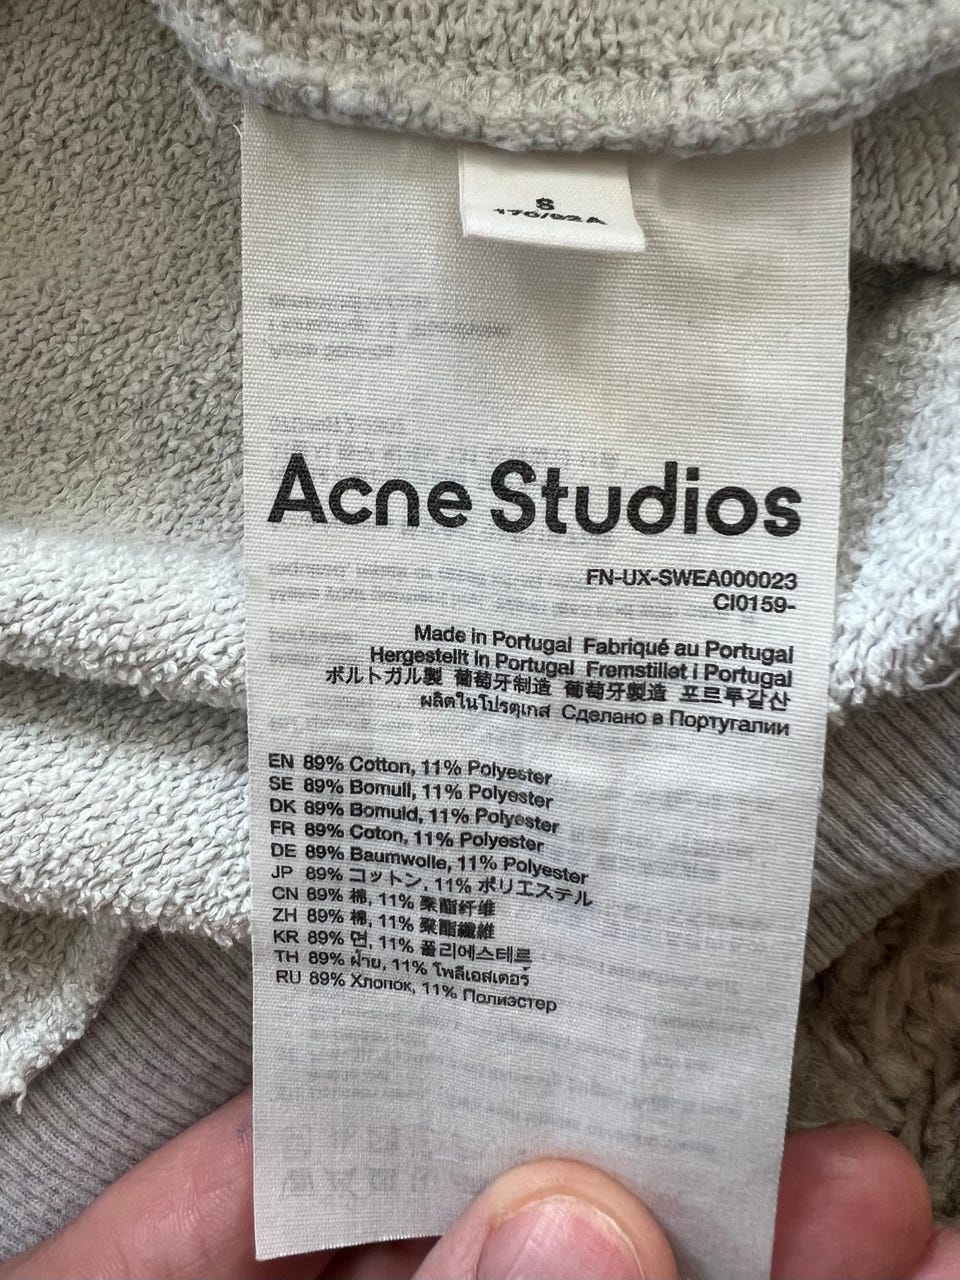 S
170/92A
Acne Studios
FN-UX-SWEA000023
CI0159-
Made in Portugal Fabriqué au Portugal
Hergestellt in Portugal Fremstillet i Portugal
ポルトガル製 葡萄牙制造 葡萄牙製造 포르투갈산
ผลิตในโปรตุเกส Сделано в Португалии
EN 89% Cotton, 11% Polyester
SE 89% Bomull, 11% Polyester
DK 89% Bomuld, 11% Polyester
FR 89% Coton, 11% Polyester
DE 89% Baumwolle, 11% Polyester
JP 89% コットン, 11% ポリエステル
CN 89% 棉, 11% 聚酯纤维
ZH 89% 棉, 11% 聚酯纖維
KR 89% 면, 11% 폴리에스테르
TH 89% ฝ้าย, 11% โพลีเอสเตอร์
RU 89% Хлопок, 11% Полиэстер